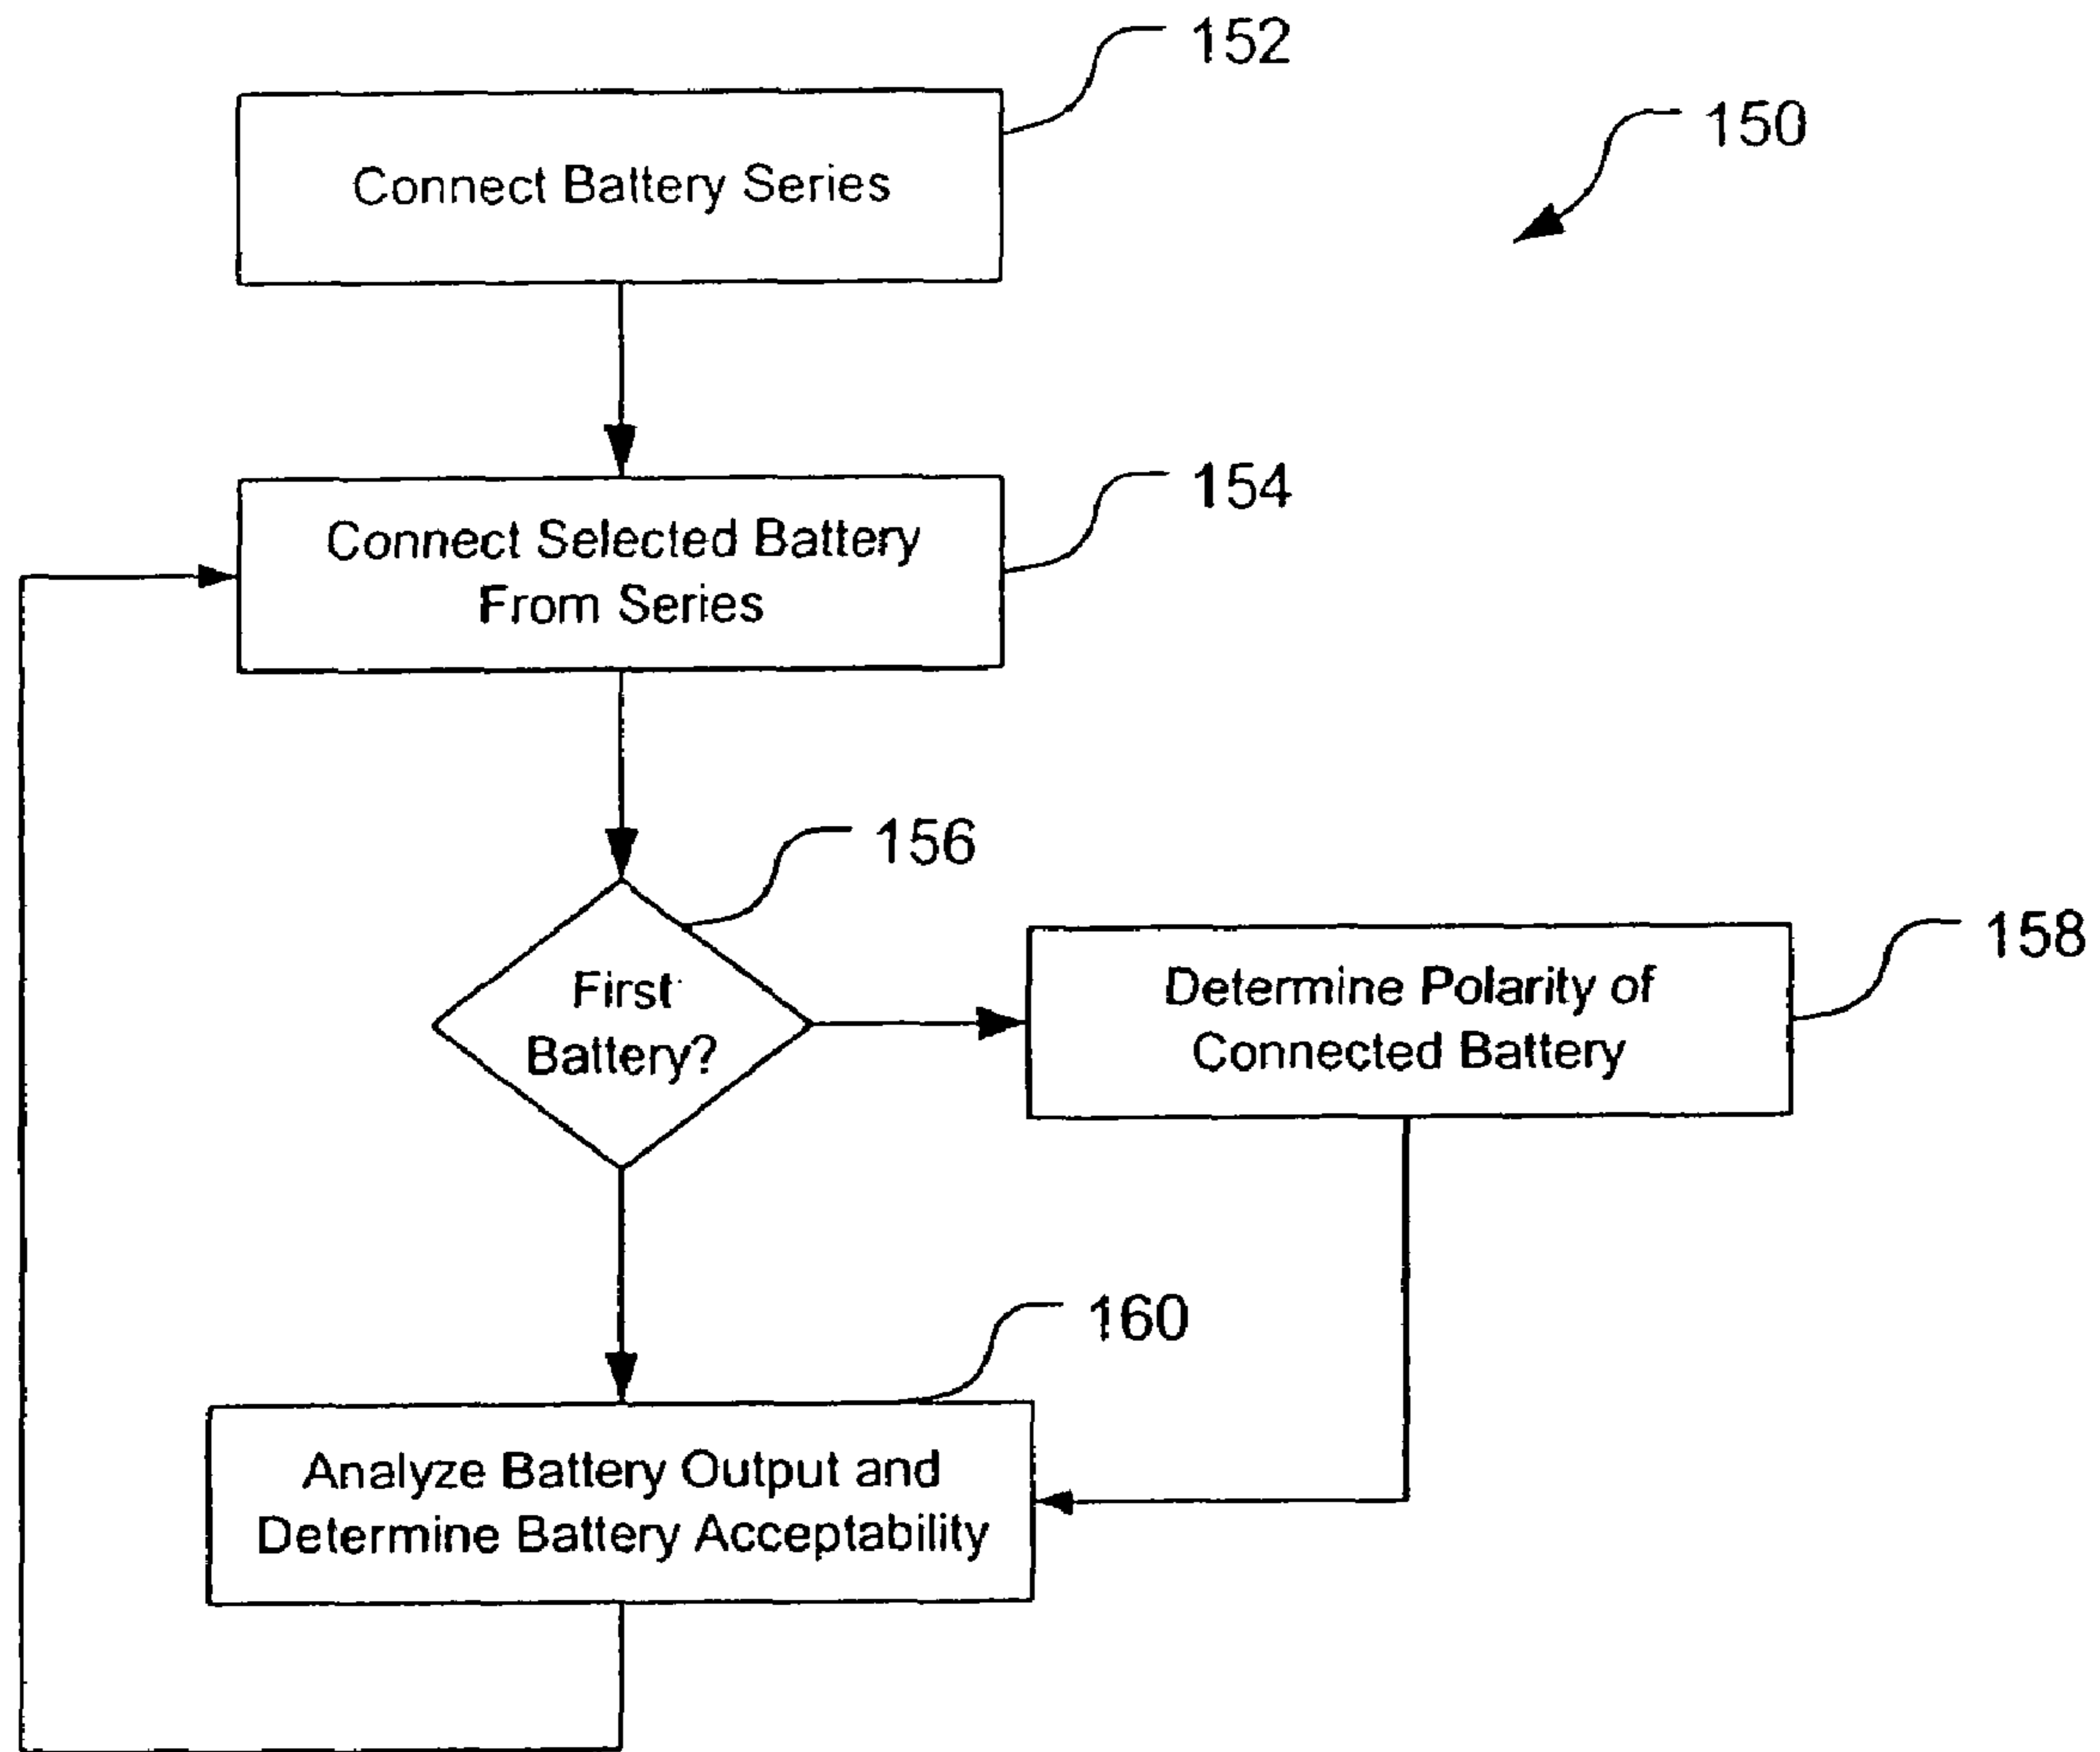 152
150
Connect Battery Series
154
Connect Selected Battery
From Series
156
First
Battery?
158
Determine Polarity of
Connected Battery
160
Analyze Battery Output and
Determine Battery Acceptability